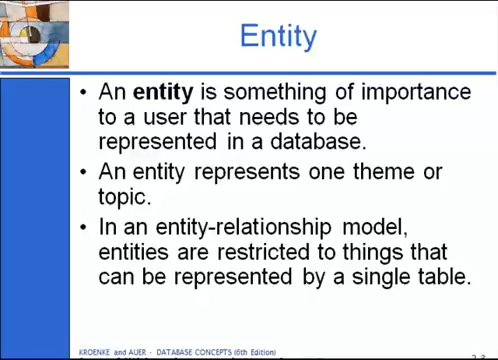 Entity
• An entity is something of importance
to a user that needs to be
represented in a database.
• An entity represents one theme or
topic.
• In an entity-relationship model,
entities are restricted to things that
can be represented by a single table.
KROENKE and AUER - DATABASE CONCEPTS (6th Edition)